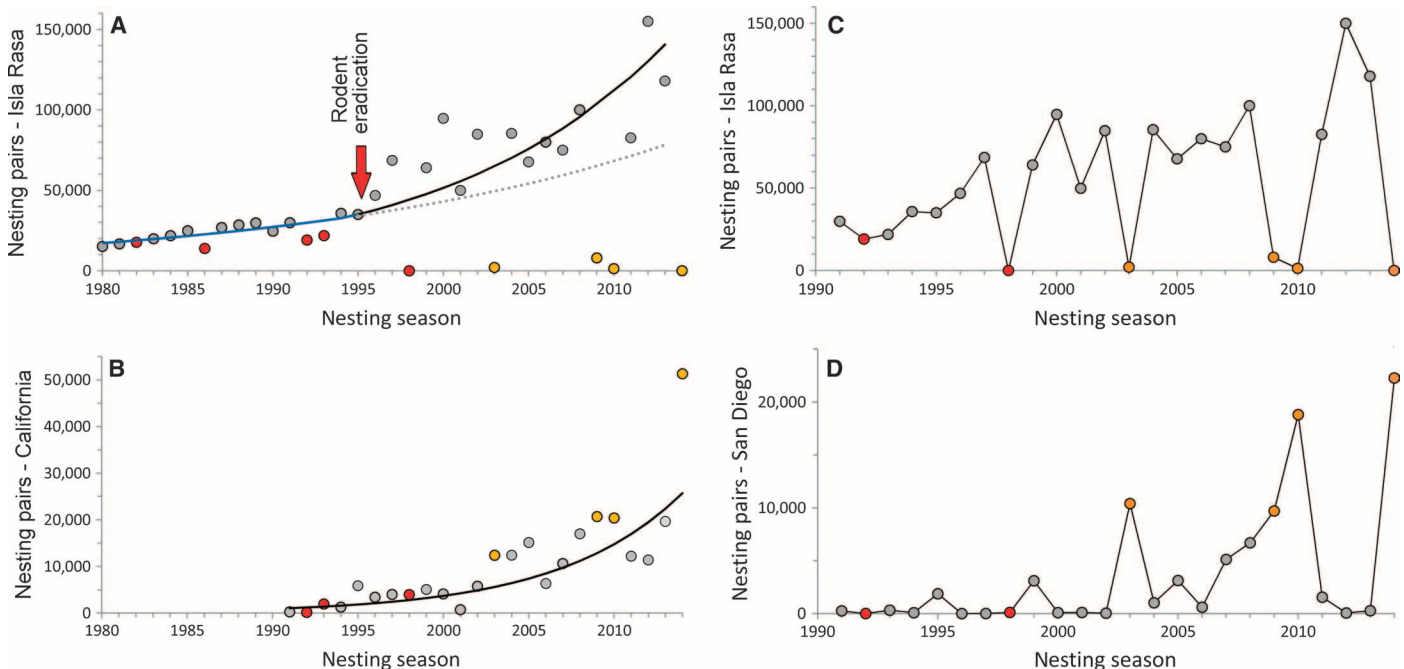 A
Nesting pairs - Isla Rasa
150,000
100,000
50,000
0
Rodent
eradication
1980
1985
1990
1995
2000
2005
2010
Nesting season
C
Nesting pairs - Isla Rasa
150,000
100,000
50,000
0
1990
1995
2000
2005
2010
Nesting season
B
Nesting pairs - California
50,000
40,000
30,000
20,000
10,000
0
1980
1985
1990
1995
2000
2005
2010
Nesting season
D
Nesting pairs - San Diego
20,000
10,000
0
1990
1995
2000
2005
2010
Nesting season